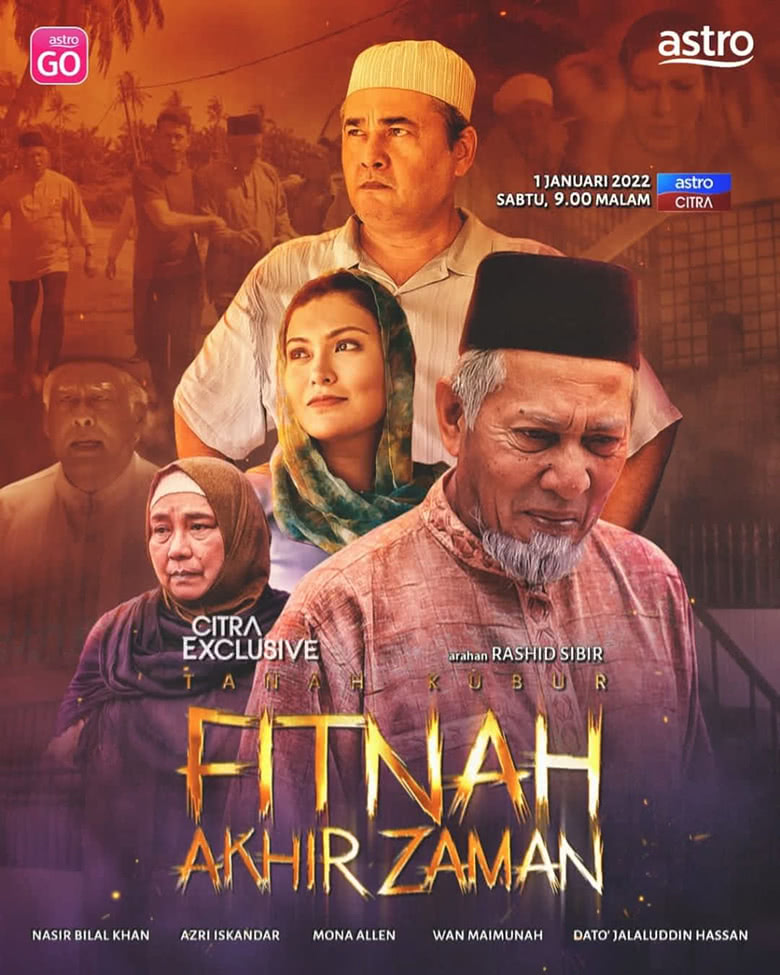 astro
GO
astro
1 JANUARI 2022
SABTU, 9.00 MALAM
astro
CITRA
CITRA
EXCLUSIVE
arahan RASHID SIBIR
TANAH KUBUR
FITNAH
AKHIR ZAMAN
NASIR BILAL KHAN AZRI ISKANDAR MONA ALLEN WAN MAIMUNAH DATO' JALALUDDIN HASSAN